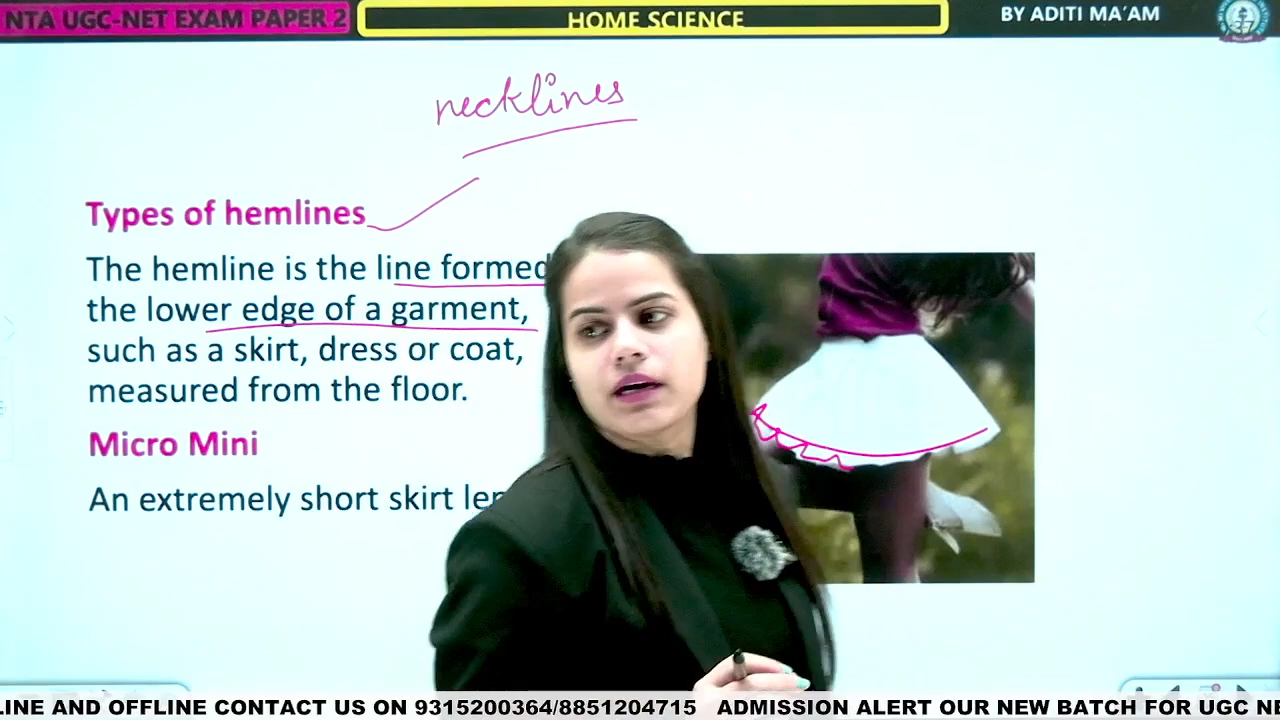 NTA UGC-NET EXAM PAPER 2
HOME SCIENCE
BY ADITI MA'AM
necklines
Types of hemlines
The hemline is the line formed
the lower edge of a garment,
such as a skirt, dress or coat,
measured from the floor.
Micro Mini
An extremely short skirt
LINE AND OFFLINE CONTACT US ON 9315200364/8851204715 ADMISSION ALERT OUR NEW BATCH FOR UGC